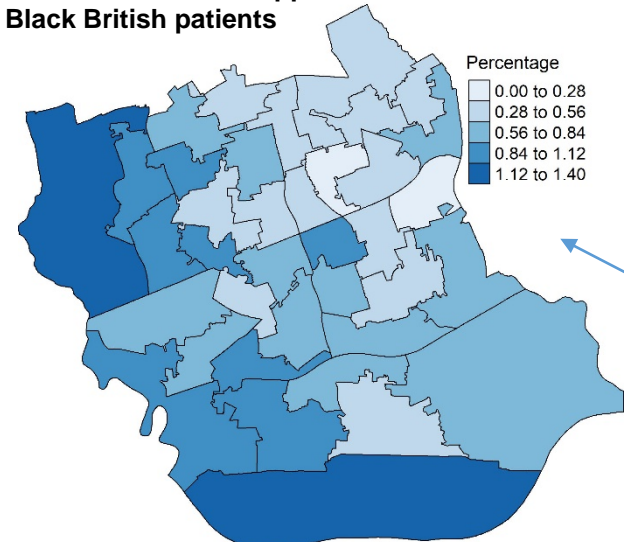 Black British patients
Percentage
0.00 to 0.28
0.28 to 0.56
0.56 to 0.84
0.84 to 1.12
1.12 to 1.40